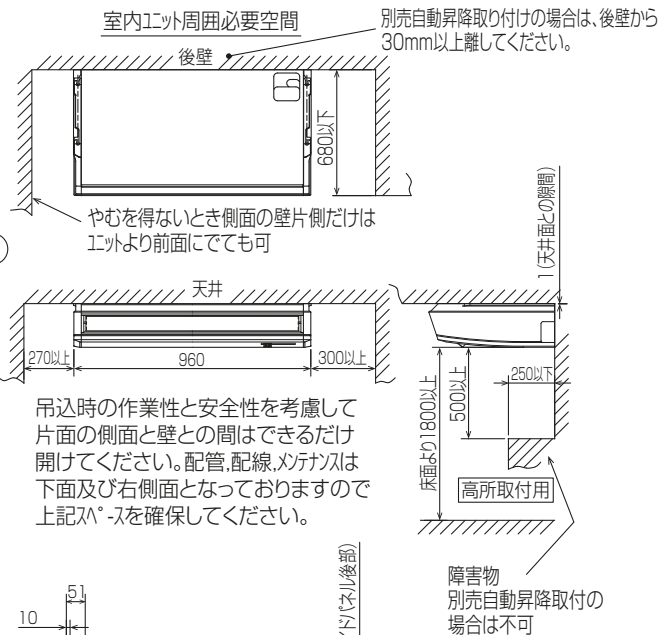 室内ユニット周囲必要空間
別売自動昇降取り付けの場合は、後壁から
30mm以上離してください。
後壁
680以下
やむを得ないとき側面の壁片側だけは
ユニットより前面にでても可
1(天井面との隙間)
天井
270以上
960
300以上
250以下
500以上
床面より1800以上
高所取付用
吊込時の作業性と安全性を考慮して
片面の側面と壁との間はできるだけ
開けてください。配管,配線,メンテナンスは
下面及び右側面となっておりますので
上記スペースを確保してください。
障害物
別売自動昇降取付の
場合は不可
51
10
イドパネル後部)